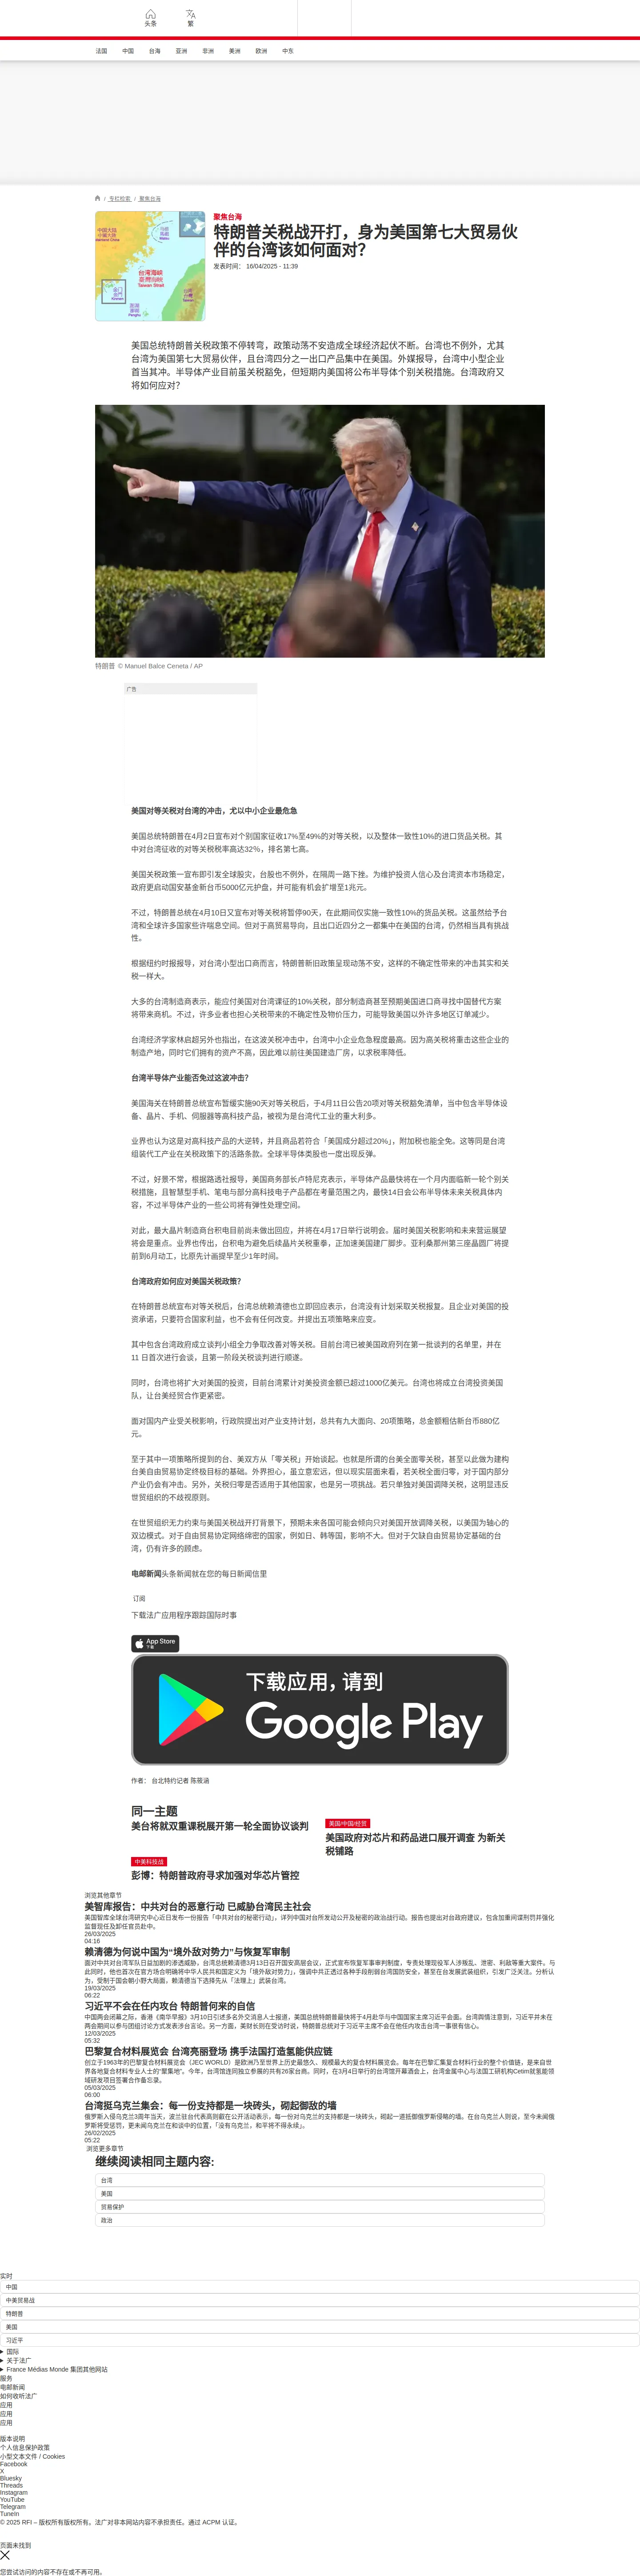 头条
繁
法国
中国
台海
亚洲
非洲
美洲
欧洲
中东
/ 专栏检索 / 聚焦台海
中国大陆
中國大陸
Mainland China
马祖
馬祖
Matsu
台湾海峡
臺灣海峽
Taiwan Strait
金门
金門
Kinmen
台湾
臺灣
Taiwan
澎湖
澎湖
Penghu
聚焦台海
特朗普关税战开打，身为美国第七大贸易伙
伴的台湾该如何面对？
发表时间： 16/04/2025 - 11:39
美国总统特朗普关税政策不停转弯，政策动荡不安造成全球经济起伏不断。台湾也不例外，尤其
台湾为美国第七大贸易伙伴，且台湾四分之一出口产品集中在美国。外媒报导，台湾中小型企业
首当其冲。半导体产业目前虽关税豁免，但短期内美国将公布半导体个别关税措施。台湾政府又
将如何应对？
特朗普 © Manuel Balce Ceneta / AP
广告
美国对等关税对台湾的冲击，尤以中小企业最危急
美国总统特朗普在4月2日宣布对个别国家征收17%至49%的对等关税，以及整体一致性10%的进口货品关税。其
中对台湾征收的对等关税税率高达32%，排名第七高。
美国关税政策一宣布即引发全球股灾，台股也不例外，在隔周一路下挫。为维护投资人信心及台湾资本市场稳定，
政府更启动国安基金新台币5000亿元护盘，并可能有机会扩增至1兆元。
不过，特朗普总统在4月10日又宣布对等关税将暂停90天，在此期间仅实施一致性10%的货品关税。这虽然给予台
湾和全球许多国家些许喘息空间。但对于高贸易导向，且出口近四分之一都集中在美国的台湾，仍然相当具有挑战
性。
根据纽约时报报导，对台湾小型出口商而言，特朗普新旧政策呈现动荡不安，这样的不确定性带来的冲击其实和关
税一样大。
大多的台湾制造商表示，能应付美国对台湾课征的10%关税，部分制造商甚至预期美国进口商寻找中国替代方案
将带来商机。不过，许多业者也担心关税带来的不确定性及物价压力，可能导致美国以外许多地区订单减少。
台湾经济学家林启超另外也指出，在这波关税冲击中，台湾中小企业危急程度最高。因为高关税将重击这些企业的
制造产地，同时它们拥有的资产不高，因此难以前往美国建造厂房，以求税率降低。
台湾半导体产业能否免过这波冲击？
美国海关在特朗普总统宣布暂缓实施90天对等关税后，于4月11日公告20项对等关税豁免清单，当中包含半导体设
备、晶片、手机、伺服器等高科技产品，被视为是台湾代工业的重大利多。
业界也认为这是对高科技产品的大逆转，并且商品若符合「美国成分超过20%」，附加税也能全免。这等同是台湾
组装代工产业在关税政策下的活路条款。全球半导体类股也一度出现反弹。
不过，好景不常，根据路透社报导，美国商务部长卢特尼克表示，半导体产品最快将在一个月内面临新一轮个别关
税措施，且智慧型手机、笔电与部分高科技电子产品都在考量范围之内，最快14日会公布半导体未来关税具体内
容，不过半导体产业的一些公司将有弹性处理空间。
对此，最大晶片制造商台积电目前尚未做出回应，并将在4月17日举行说明会。届时美国关税影响和未来营运展望
将会是重点。业界也传出，台积电为避免后续晶片关税重拳，正加速美国建厂脚步。亚利桑那州第三座晶圆厂将提
前到6月动工，比原先计画提早至少1年时间。
台湾政府如何应对美国关税政策？
在特朗普总统宣布对等关税后，台湾总统赖清德也立即回应表示，台湾没有计划采取关税报复。且企业对美国的投
资承诺，只要符合国家利益，也不会有任何改变。并提出五项策略来应变。
其中包含台湾政府成立谈判小组全力争取改善对等关税。目前台湾已被美国政府列在第一批谈判的名单里，并在
11 日首次进行会谈，且第一阶段关税谈判进行顺遂。
同时，台湾也将扩大对美国的投资，目前台湾累计对美投资金额已超过1000亿美元。台湾也将成立台湾投资美国
队，让台美经贸合作更紧密。
面对国内产业受关税影响，行政院提出对产业支持计划，总共有九大面向、20项策略，总金额粗估新台币880亿
元。
至于其中一项策略所提到的台、美双方从「零关税」开始谈起。也就是所谓的台美全面零关税，甚至以此做为建构
台美自由贸易协定终极目标的基础。外界担心，虽立意宏远，但以现实层面来看，若关税全面归零，对于国内部分
产业仍会有冲击。另外，关税归零是否适用于其他国家，也是另一项挑战。若只单独对美国调降关税，这明显违反
世贸组织的不歧视原则。
在世贸组织无力约束与美国关税战开打背景下，预期未来各国可能会倾向只对美国开放调降关税，以美国为轴心的
双边模式。对于自由贸易协定网络绵密的国家，例如日、韩等国，影响不大。但对于欠缺自由贸易协定基础的台
湾，仍有许多的顾虑。
电邮新闻头条新闻就在您的每日新闻信里
订阅
下载法广应用程序跟踪国际时事
App Store
下载
下载应用，请到
Google Play
作者： 台北特约记者 陈筱涵
同一主题
美台将就双重课税展开第一轮全面协议谈判
美国/中国/经贸
美国政府对芯片和药品进口展开调查 为新关
税铺路
中美科技战
彭博：特朗普政府寻求加强对华芯片管控
浏览其他章节
美智库报告：中共对台的恶意行动 已威胁台湾民主社会
美国智库全球台湾研究中心近日发布一份报告「中共对台的秘密行动」，详列中国对台所发动公开及秘密的政治战行动。报告也提出对台政府建议，包含加重间谍刑罚并强化
监督现任及卸任官员赴中。
26/03/2025
04:16
赖清德为何说中国为“境外敌对势力”与恢复军审制
面对中共对台湾军队日益加剧的渗透威胁，台湾总统赖清德3月13日召开国安高层会议，正式宣布恢复军事审判制度，专责处理现役军人涉叛乱、泄密、利敌等重大案件。与
此同时，他也首次在官方场合明确将中华人民共和国定义为「境外敌对势力」，强调中共正透过各种手段削弱台湾国防安全，甚至在台发展武装组织，引发广泛关注。分析认
为，受制于国会朝小野大局面，赖清德当下选择先从「法理上」武装台湾。
19/03/2025
06:22
习近平不会在任内攻台 特朗普何来的自信
中国两会闭幕之际，香港《南华早报》3月10日引述多名外交消息人士报道，美国总统特朗普最快将于4月赴华与中国国家主席习近平会面。台湾舆情注意到，习近平并未在
两会期间以参与团组讨论方式发表涉台言论。另一方面，美财长则在受访时说，特朗普总统对于习近平主席不会在他任内攻击台湾一事很有信心。
12/03/2025
05:32
巴黎复合材料展览会 台湾亮丽登场 携手法国打造氢能供应链
创立于1963年的巴黎复合材料展览会（JEC WORLD）是欧洲乃至世界上历史最悠久、规模最大的复合材料展览会。每年在巴黎汇集复合材料行业的整个价值链，是来自世
界各地复合材料专业人士的“聚集地”。今年，台湾馆连同独立参展的共有26家台商。同时，在3月4日举行的台湾馆开幕酒会上，台湾金属中心与法国工研机构Cetim就氢能领
域研发项目签署合作备忘录。
05/03/2025
06:00
台湾挺乌克兰集会：每一份支持都是一块砖头，砌起御敌的墙
俄罗斯入侵乌克兰3周年当天，波兰驻台代表高则叡在公开活动表示，每一份对乌克兰的支持都是一块砖头，砌起一道抵御俄罗斯侵略的墙。在台乌克兰人则说，至今未闻俄
罗斯将受惩罚，更未闻乌克兰在和谈中的位置，「没有乌克兰，和平将不得永续」。
26/02/2025
05:22
浏览更多章节
继续阅读相同主题内容:
台湾
美国
贸易保护
政治
实时
中国
中美贸易战
特朗普
美国
习近平
国际
关于法广
France Médias Monde 集团其他网站
服务
电邮新闻
如何收听法广
应用
应用
应用
版本说明
个人信息保护政策
小型文本文件 / Cookies
Facebook
X
Bluesky
Threads
Instagram
YouTube
Telegram
TuneIn
© 2025 RFI – 版权所有版权所有。法广对非本网站内容不承担责任。通过 ACPM 认证。
页面未找到
您尝试访问的内容不存在或不再可用。